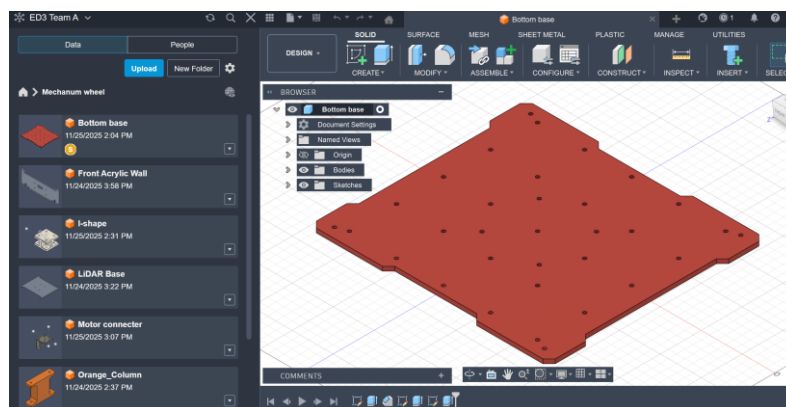 ED3 Team A
Bottom base
1
Data
People
Upload
New Folder
Mechanum wheel
Bottom base
11/25/2025 2:04 PM
Front Acrylic Wall
11/24/2025 3:58 PM
I-shape
11/25/2025 2:31 PM
LiDAR Base
11/24/2025 3:22 PM
Motor connecter
11/25/2025 3:07 PM
Orange_Column
11/24/2025 2:37 PM
SOLID
SURFACE
MESH
SHEET METAL
PLASTIC
MANAGE
UTILITIES
DESIGN
CREATE
MODIFY
ASSEMBLE
CONFIGURE
CONSTRUCT
INSPECT
INSERT
SELEC
BROWSER
Bottom base
Document Settings
Named Views
Origin
Bodies
Sketches
Z
COMMENTS